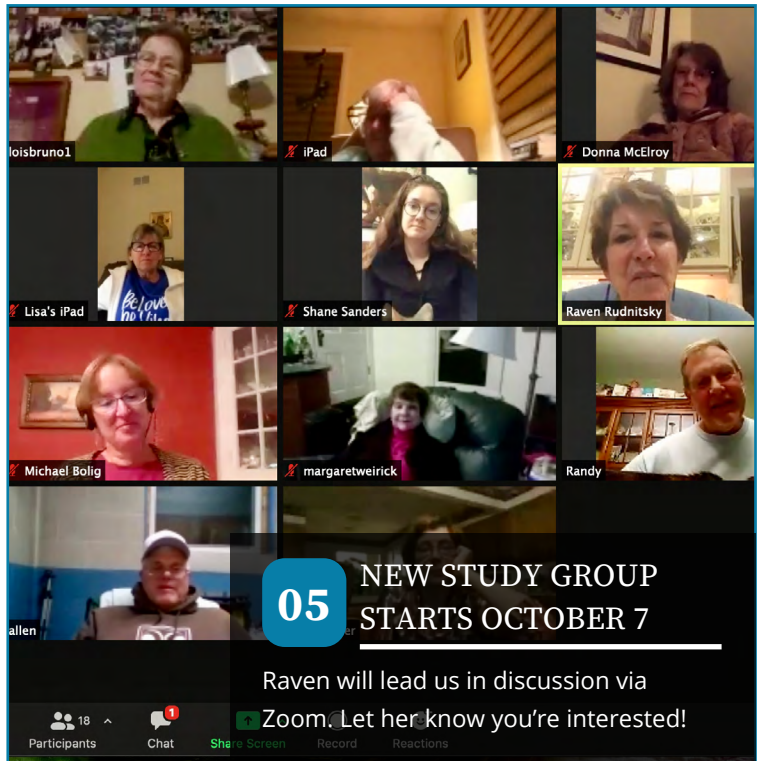 loisbruno1
iPad
Donna McElroy
Lisa's iPad
Shane Sanders
Raven Rudnitsky
Michael Bolig
margaretweirick
Randy
allen
05
NEW STUDY GROUP
STARTS OCTOBER 7
Raven will lead us in discussion via
Zoom. Let her know you’re interested!
18
1
Participants
Chat
Share Screen
Record
Reactions